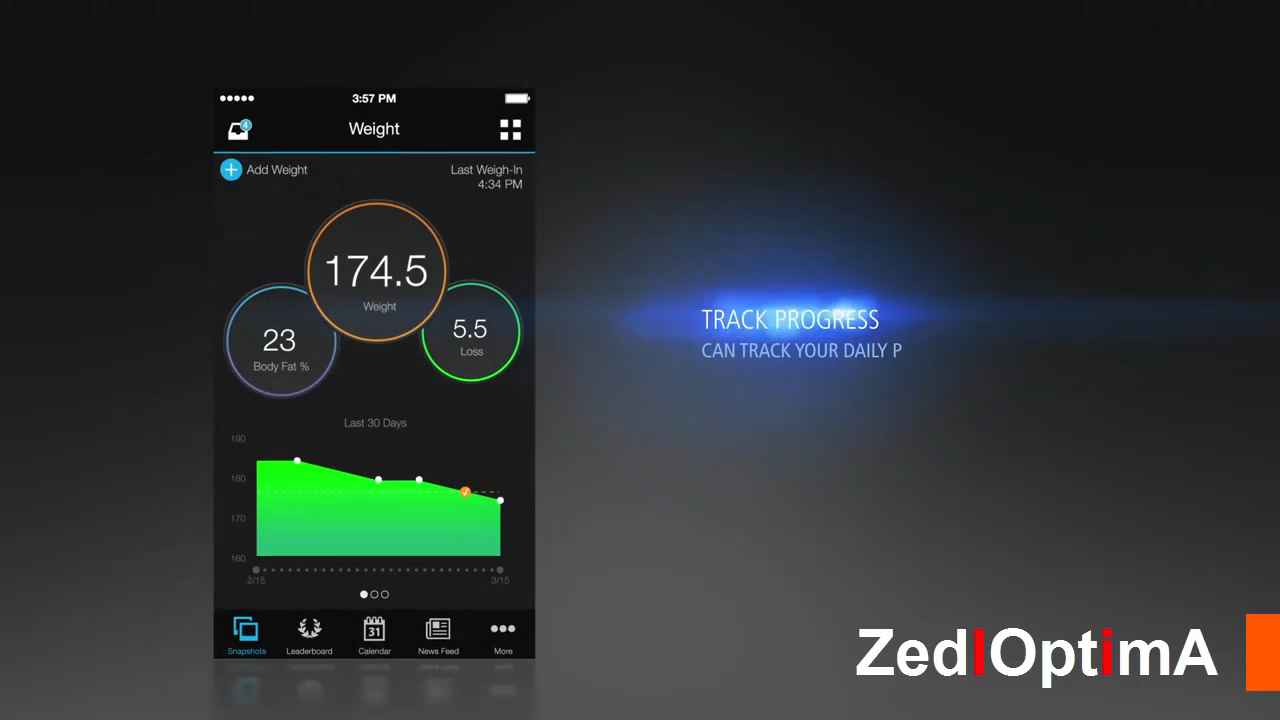 3:57 PM
4
Weight
Add Weight
Last Weigh-In
4:34 PM
174.5
Weight
23
Body Fat %
5.5
Loss
TRACK PROGRESS
CAN TRACK YOUR DAILY P
Last 30 Days
190
180
170
160
2/15
3/15
31
Snapshots
Leaderboard
Calendar
News Feed
More
ZedlOptimA